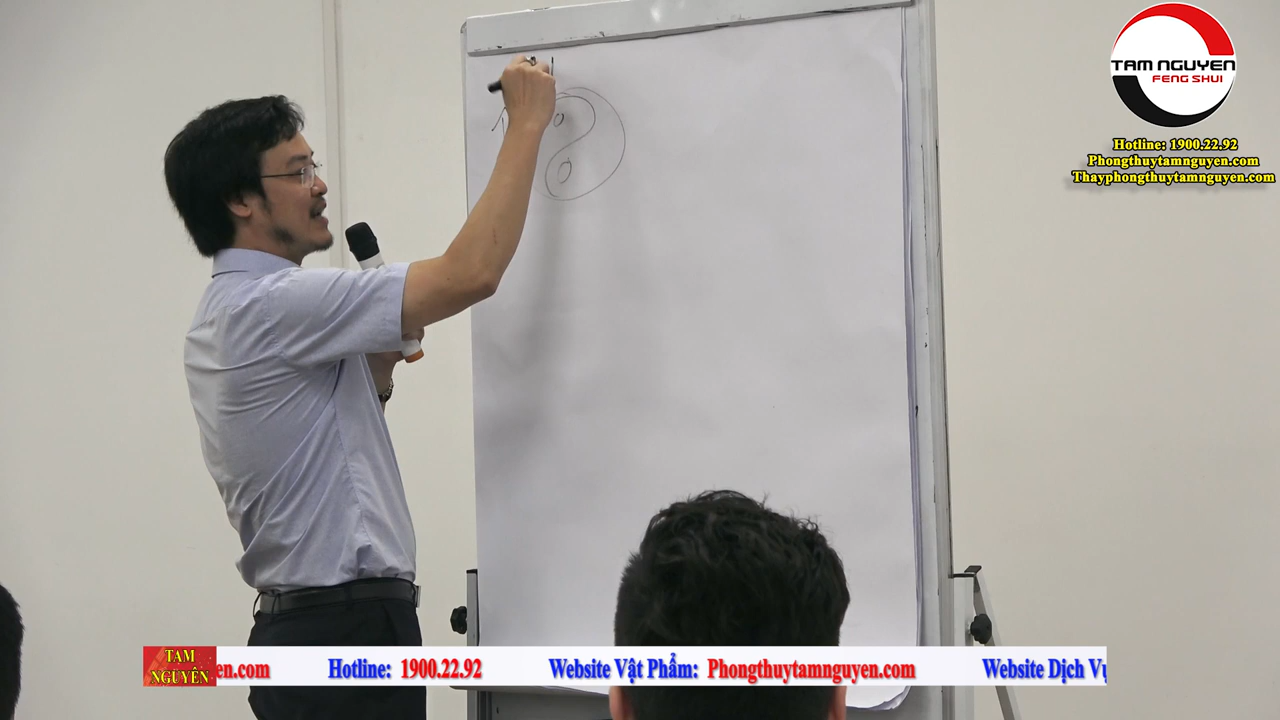 TAM NGUYEN
FENG SHUI
Hotline: 1900.22.92
Phongthuytamnguyen.com
Thayphongthuytamnguyen.com
TAM
NGUYÊN
en.com Hotline: 1900.22.92 Website Vật Phẩm: Phongthuytamnguyen.com Website Dịch Vụ